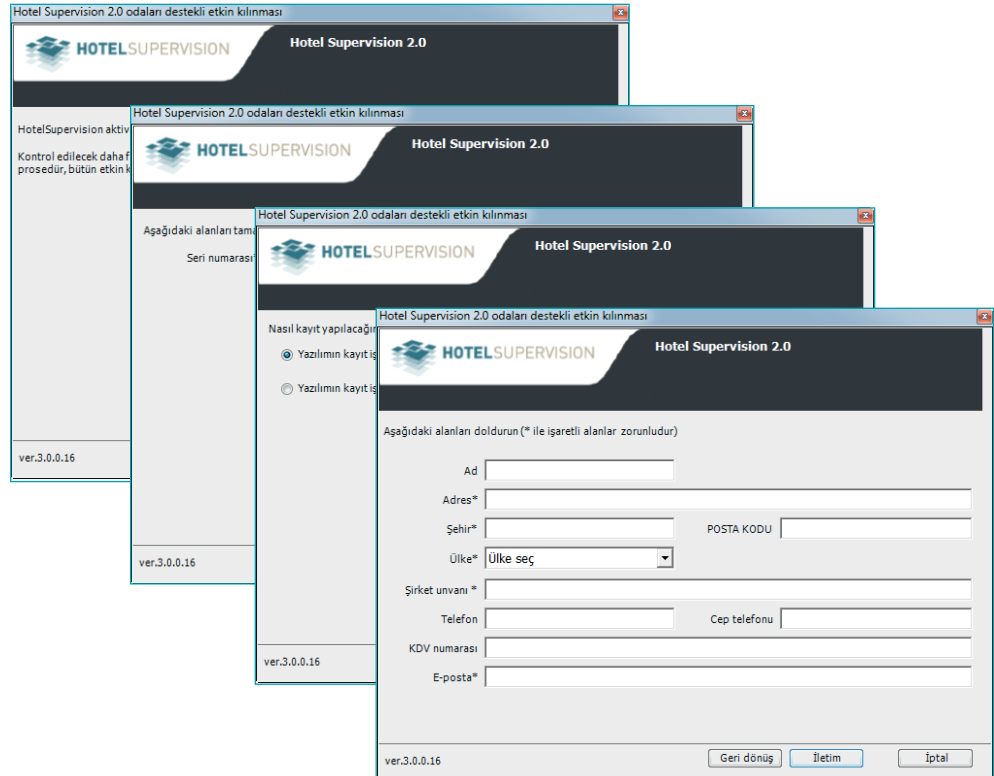 Hotel Supervision 2.0 odaları destekli etkin kılınması
HOTELSUPERVISION
Hotel Supervision 2.0
HotelSupervision aktiv
Kontrol edilecek daha f
prosedür, bütün etkin k
ver.3.0.0.16
Hotel Supervision 2.0 odaları destekli etkin kılınması
HOTELSUPERVISION
Hotel Supervision 2.0
Aşağıdaki alanları tama
Seri numarası*
ver.3.0.0.16
Hotel Supervision 2.0 odaları destekli etkin kılınması
HOTELSUPERVISION
Hotel Supervision 2.0
Nasıl kayıt yapılacağın
Yazılımın kayıt iş
Yazılımın kayıt iş
ver.3.0.0.16
Hotel Supervision 2.0 odaları destekli etkin kılınması
HOTELSUPERVISION
Hotel Supervision 2.0
Aşağıdaki alanları doldurun (* ile işaretli alanlar zorunludur)
Ad
Adres*
Şehir* POSTA KODU
Ülke* Ülke seç
Şirket unvanı *
Telefon Cep telefonu
KDV numarası
E-posta*
ver.3.0.0.16 Geri dönüş İletim İptal